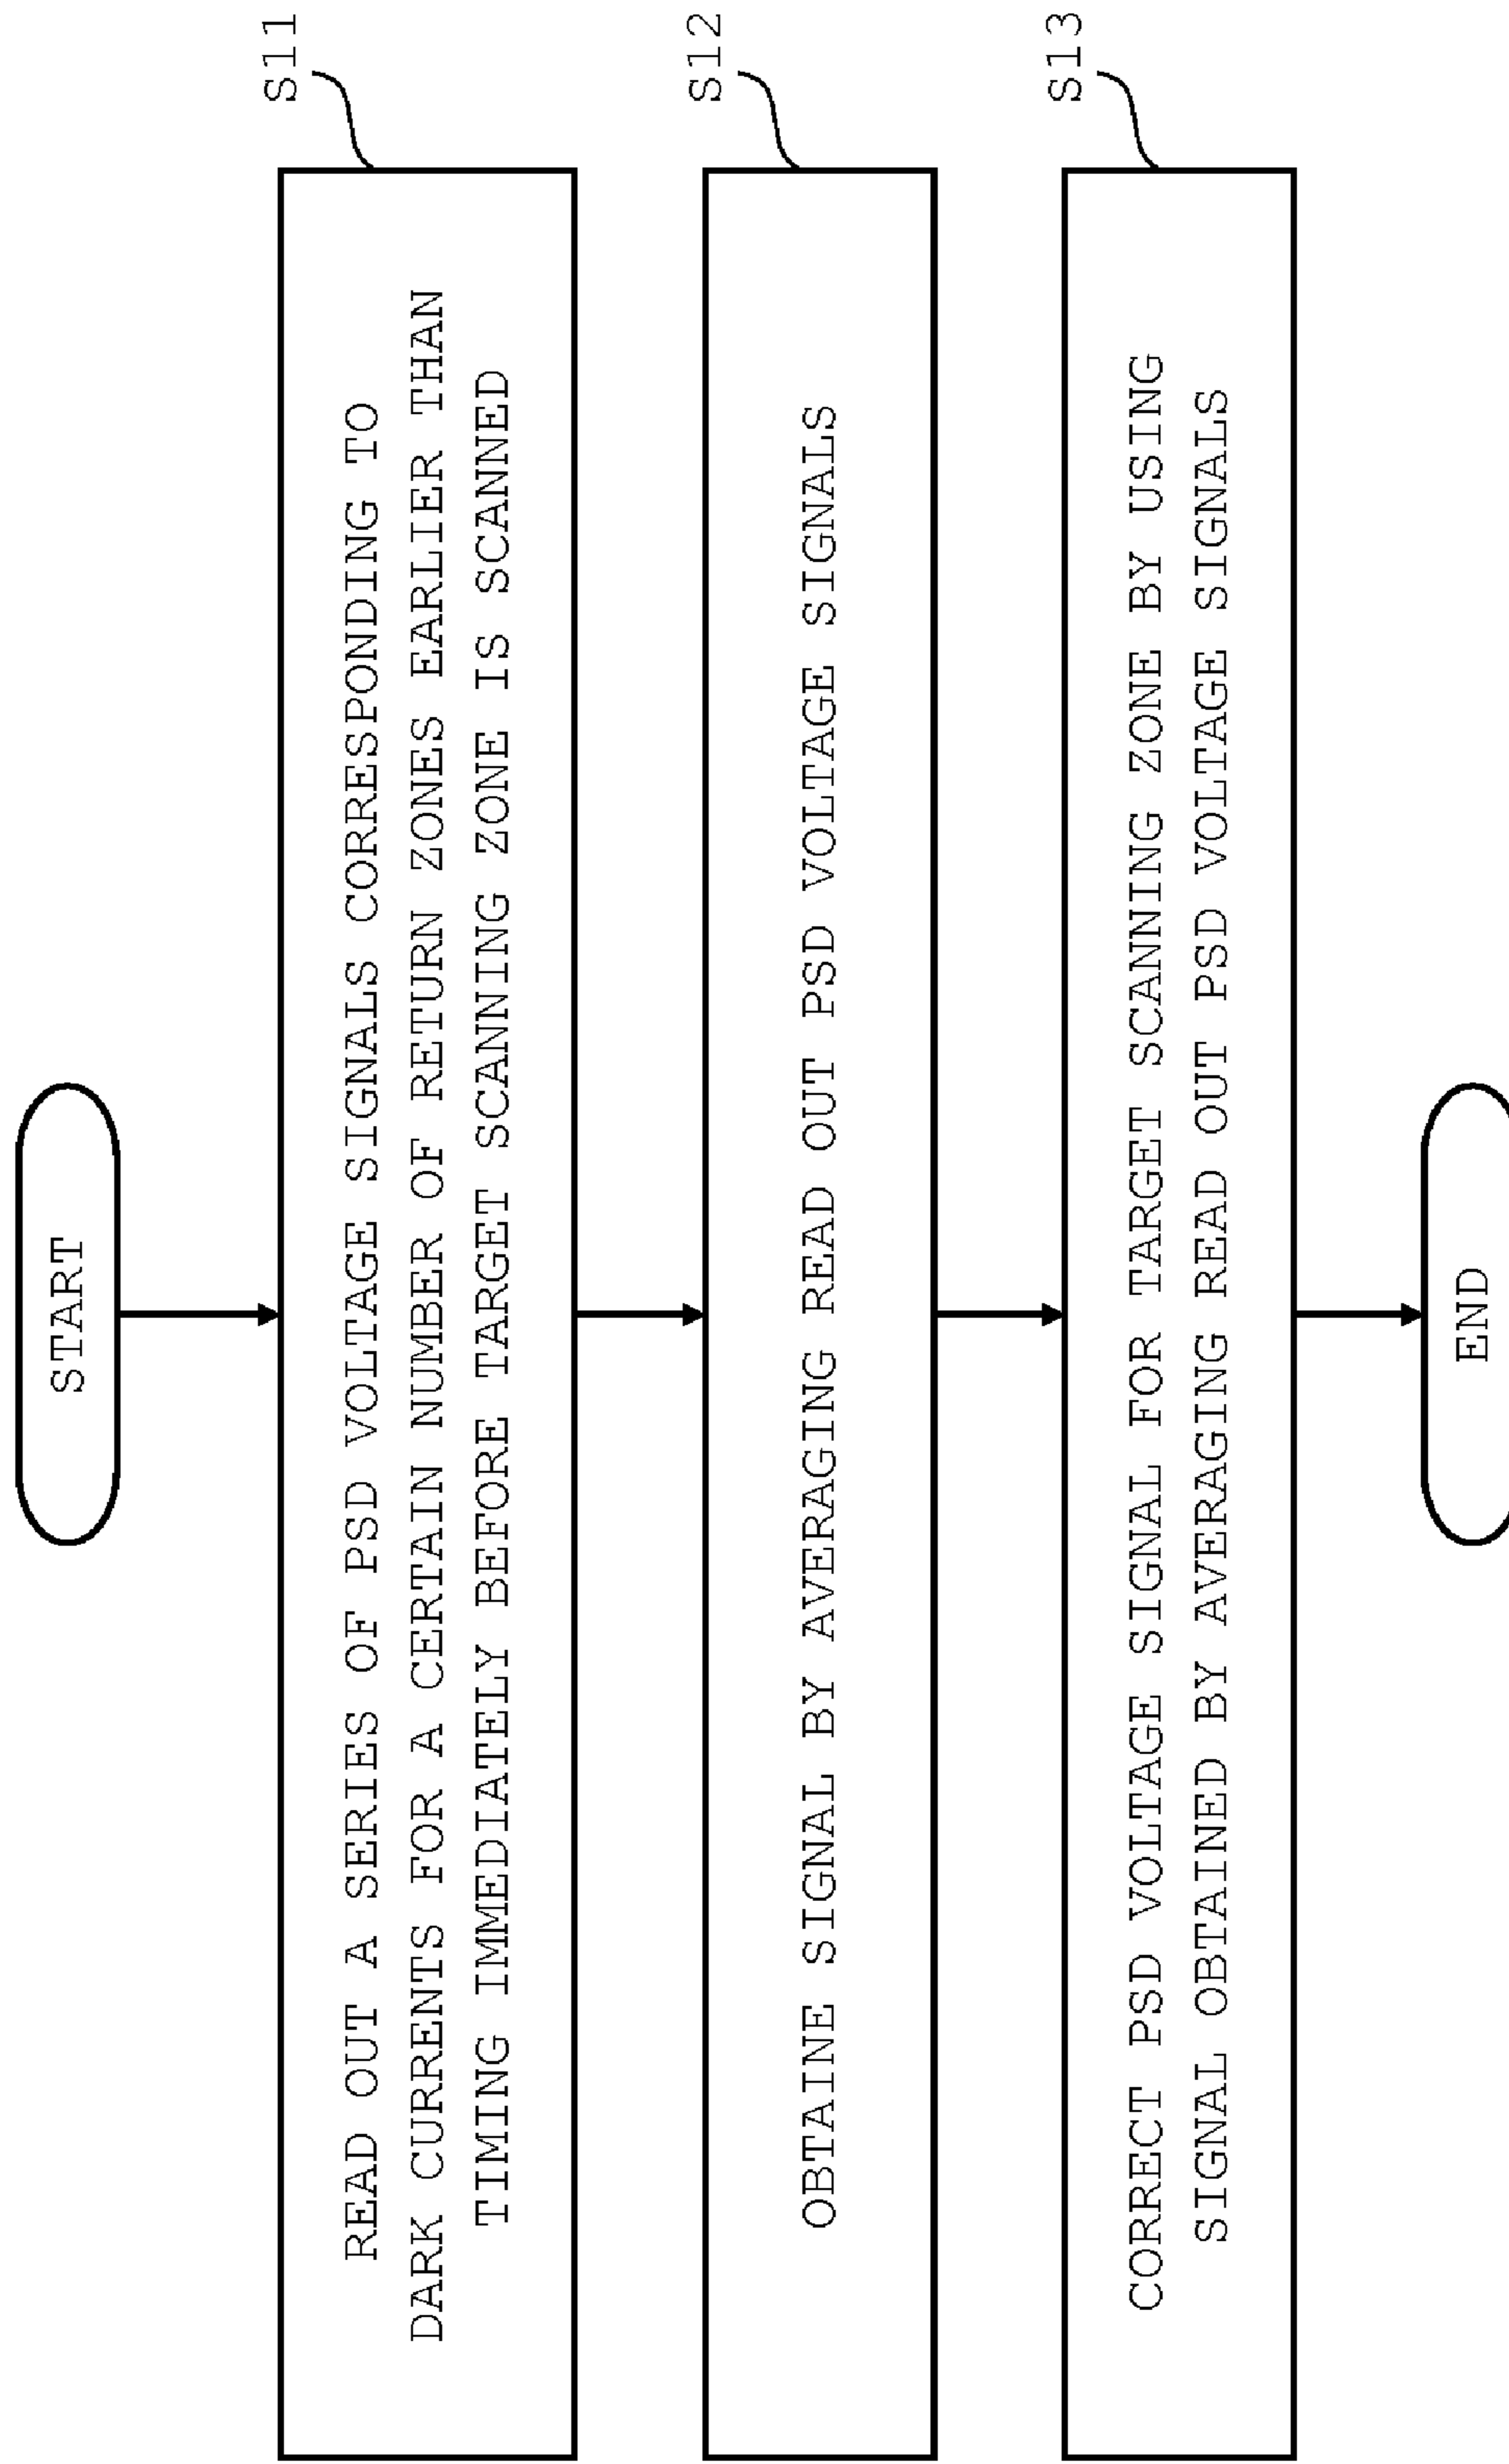 START
S11
READ OUT A SERIES OF PSD VOLTAGE SIGNALS CORRESPONDING TO
DARK CURRENTS FOR A CERTAIN NUMBER OF RETURN ZONES EARLIER THAN
TIMING IMMEDIATELY BEFORE TARGET SCANNING ZONE IS SCANNED
S12
OBTAINE SIGNAL BY AVERAGING READ OUT PSD VOLTAGE SIGNALS
S13
CORRECT PSD VOLTAGE SIGNAL FOR TARGET SCANNING ZONE BY USING
SIGNAL OBTAINED BY AVERAGING READ OUT PSD VOLTAGE SIGNALS
END